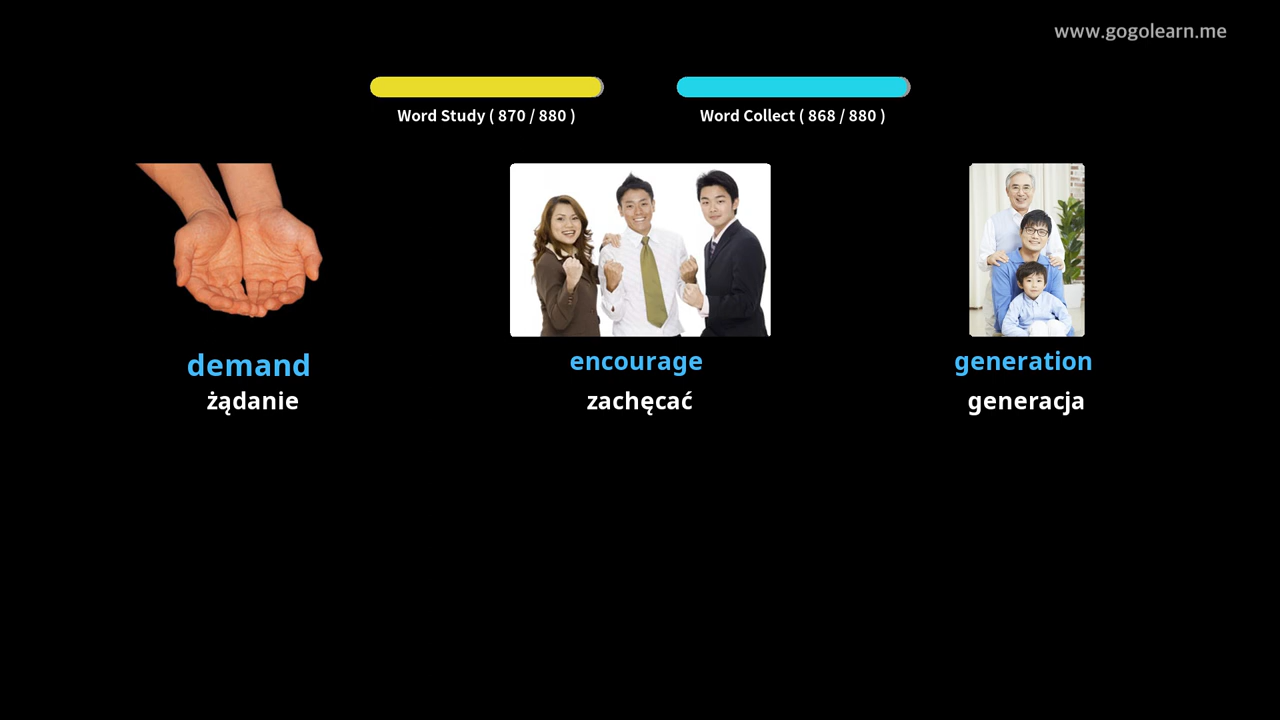 www.gogolearn.me
Word Study ( 870 / 880 )
Word Collect ( 868 / 880 )
demand
żądanie
encourage
zachęcać
generation
generacja